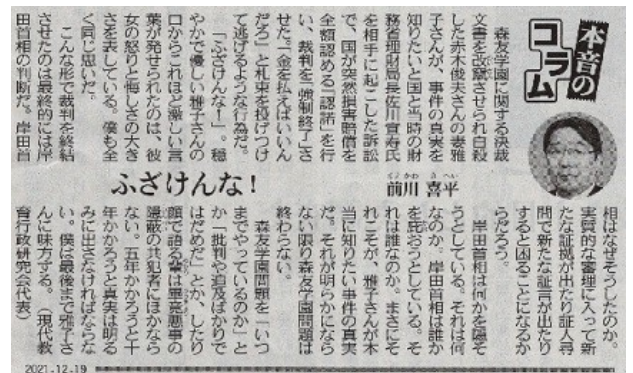 本音のコラム
ふざけんな！
前川 喜平
まえかわ きへい
森友学園に関する決裁
文書を改竄させられ自殺
した赤木俊夫さんの妻雅
子さんが、事件の真実を
知りたいと国と当時の財
務省理財局長佐川宣寿氏
を相手に起こした訴訟
で、国が突然損害賠償を
全額認める「認諾」を行
い、裁判を「強制終了」さ
せた。「金を払えばいいん
だろ」と札束を投げつけ
て逃げるような行為だ。
「ふざけんな！」。穏
やかで優しい雅子さんの
口からこれほど激しい言
葉が発せられたのは、彼
女の怒りと悔しさの大き
さを表している。僕も全
く同じ思いだ。
こんな形で裁判を終結
させたのは最終的には岸
田首相の判断だ。岸田首
相はなぜそうしたのか。
実質的な審理に入って新
たな証拠が出たり証人尋
問で新たな証言が出たり
すると困ることになるか
らだろう。
岸田首相は何かを隠そ
うとしている。それは何
なのか。岸田首相は誰か
を庇おうとしている。そ
れは誰なのか。まさにそ
れこそが、雅子さんが本
当に知りたい事件の真実
だ。それが明らかになら
ない限り森友学園問題は
終わらない。
森友学園問題を「いつ
までやっているのか」と
か「批判や追及ばかりで
はだめだ」とか、したり
顔で語る輩は畢竟悪事の
隠蔽の共犯者にほかなら
ない。五年かかろうと十
年かかろうと真実は明る
みに出さなければならな
い。僕は最後まで雅子さ
んに味方する。（現代教
育行政研究会代表）
2021.12.19